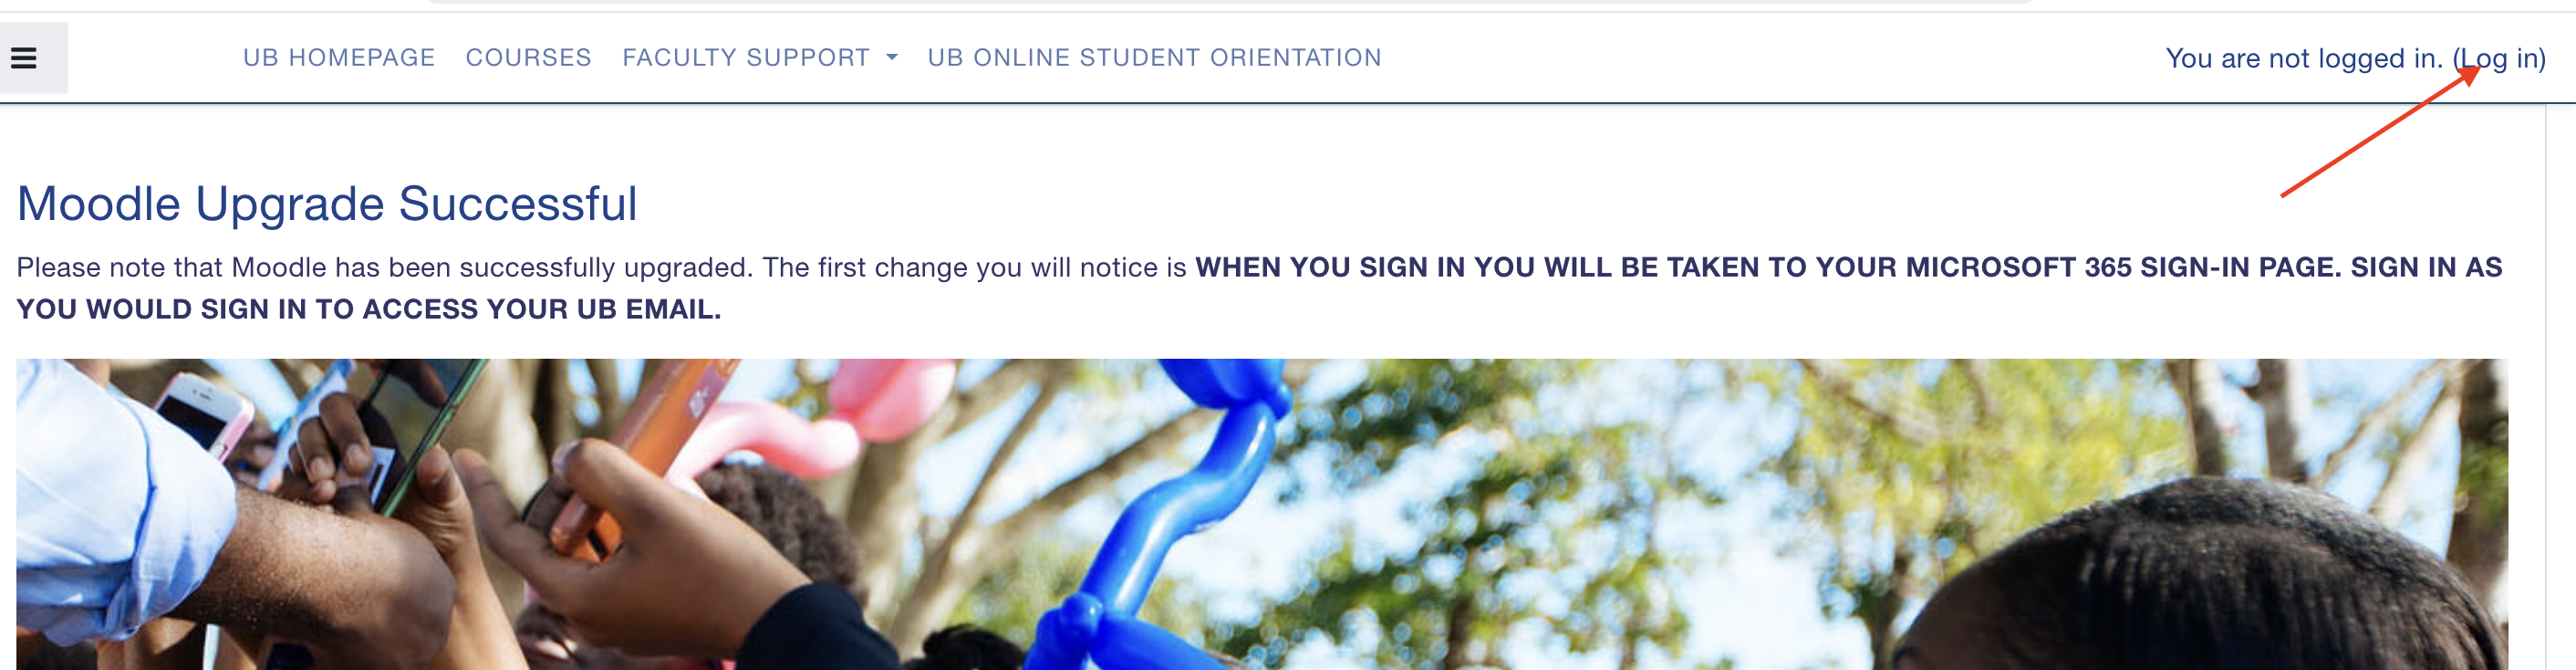 UB HOMEPAGE COURSES FACULTY SUPPORT UB ONLINE STUDENT ORIENTATION You are not logged in. (Log in)
Moodle Upgrade Successful
Please note that Moodle has been successfully upgraded. The first change you will notice is WHEN YOU SIGN IN YOU WILL BE TAKEN TO YOUR MICROSOFT 365 SIGN-IN PAGE. SIGN IN AS
YOU WOULD SIGN IN TO ACCESS YOUR UB EMAIL.